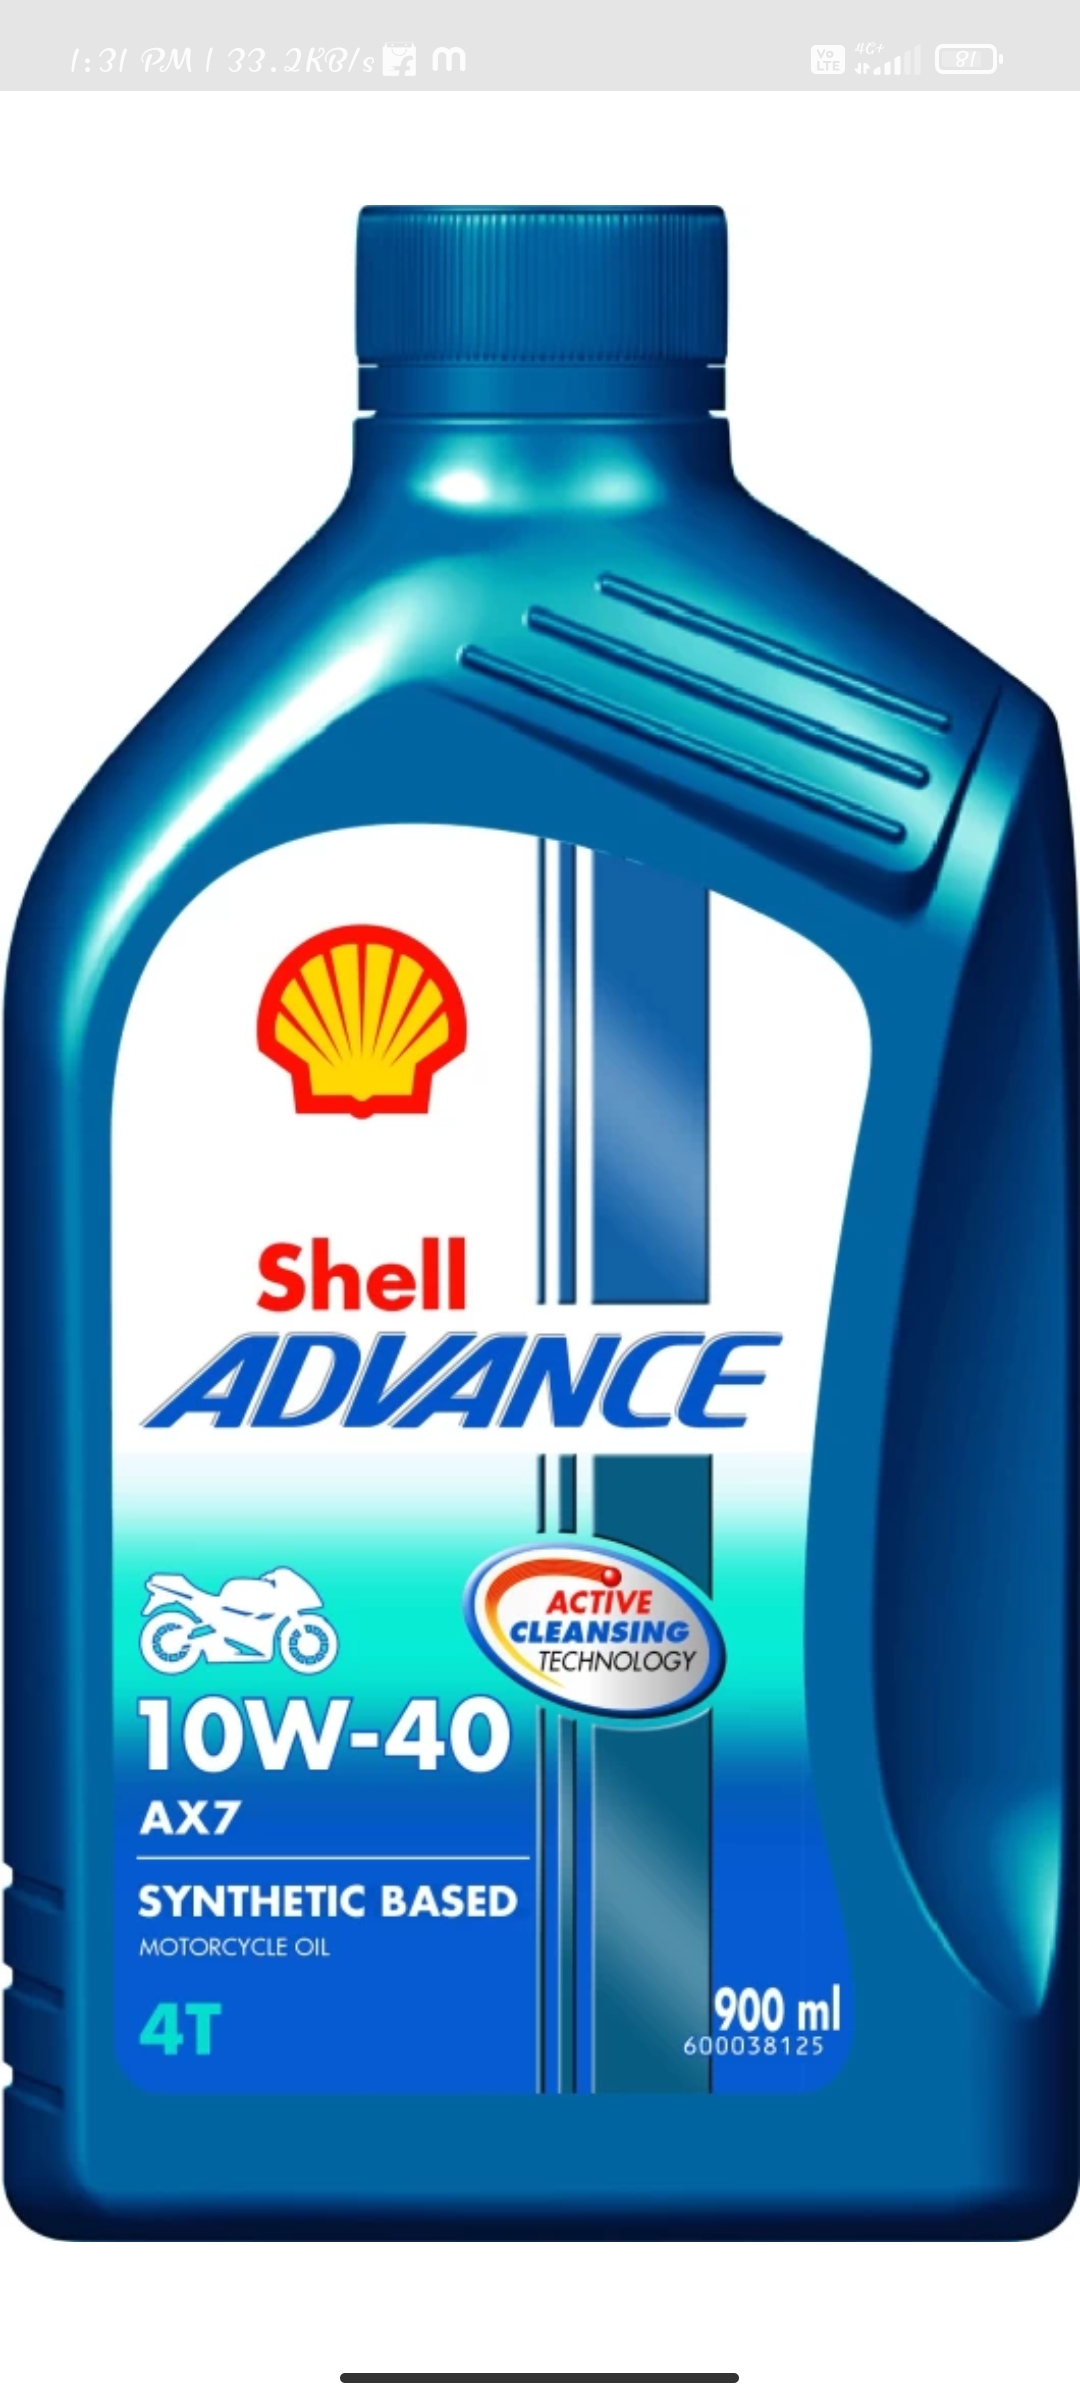 1:31 PM | 33.2KB/s
Vo LTE 4G+ 81
Shell
ADVANCE
ACTIVE
CLEANSING
TECHNOLOGY
10W-40
AX7
SYNTHETIC BASED
MOTORCYCLE OIL
4T
900 ml
600038125